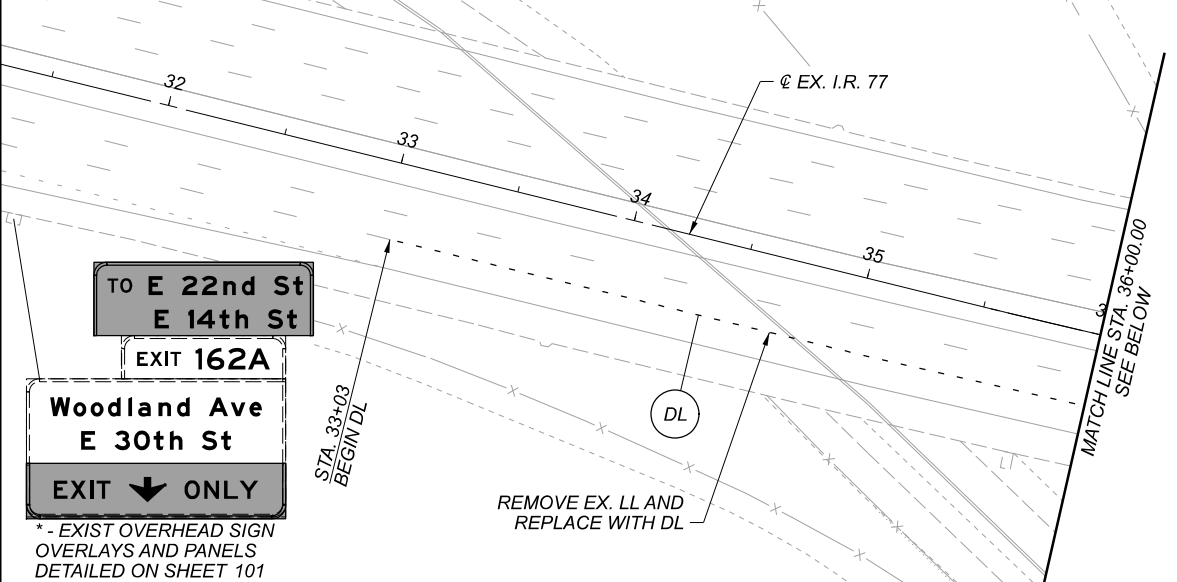 32
33
34
35
3
℄ EX. I.R. 77
MATCH LINE STA. 36+00.00
SEE BELOW
TO E 22nd St
E 14th St
EXIT 162A
Woodland Ave
E 30th St
EXIT ONLY
* - EXIST OVERHEAD SIGN
OVERLAYS AND PANELS
DETAILED ON SHEET 101
STA. 33+03
BEGIN DL
DL
REMOVE EX. LL AND
REPLACE WITH DL